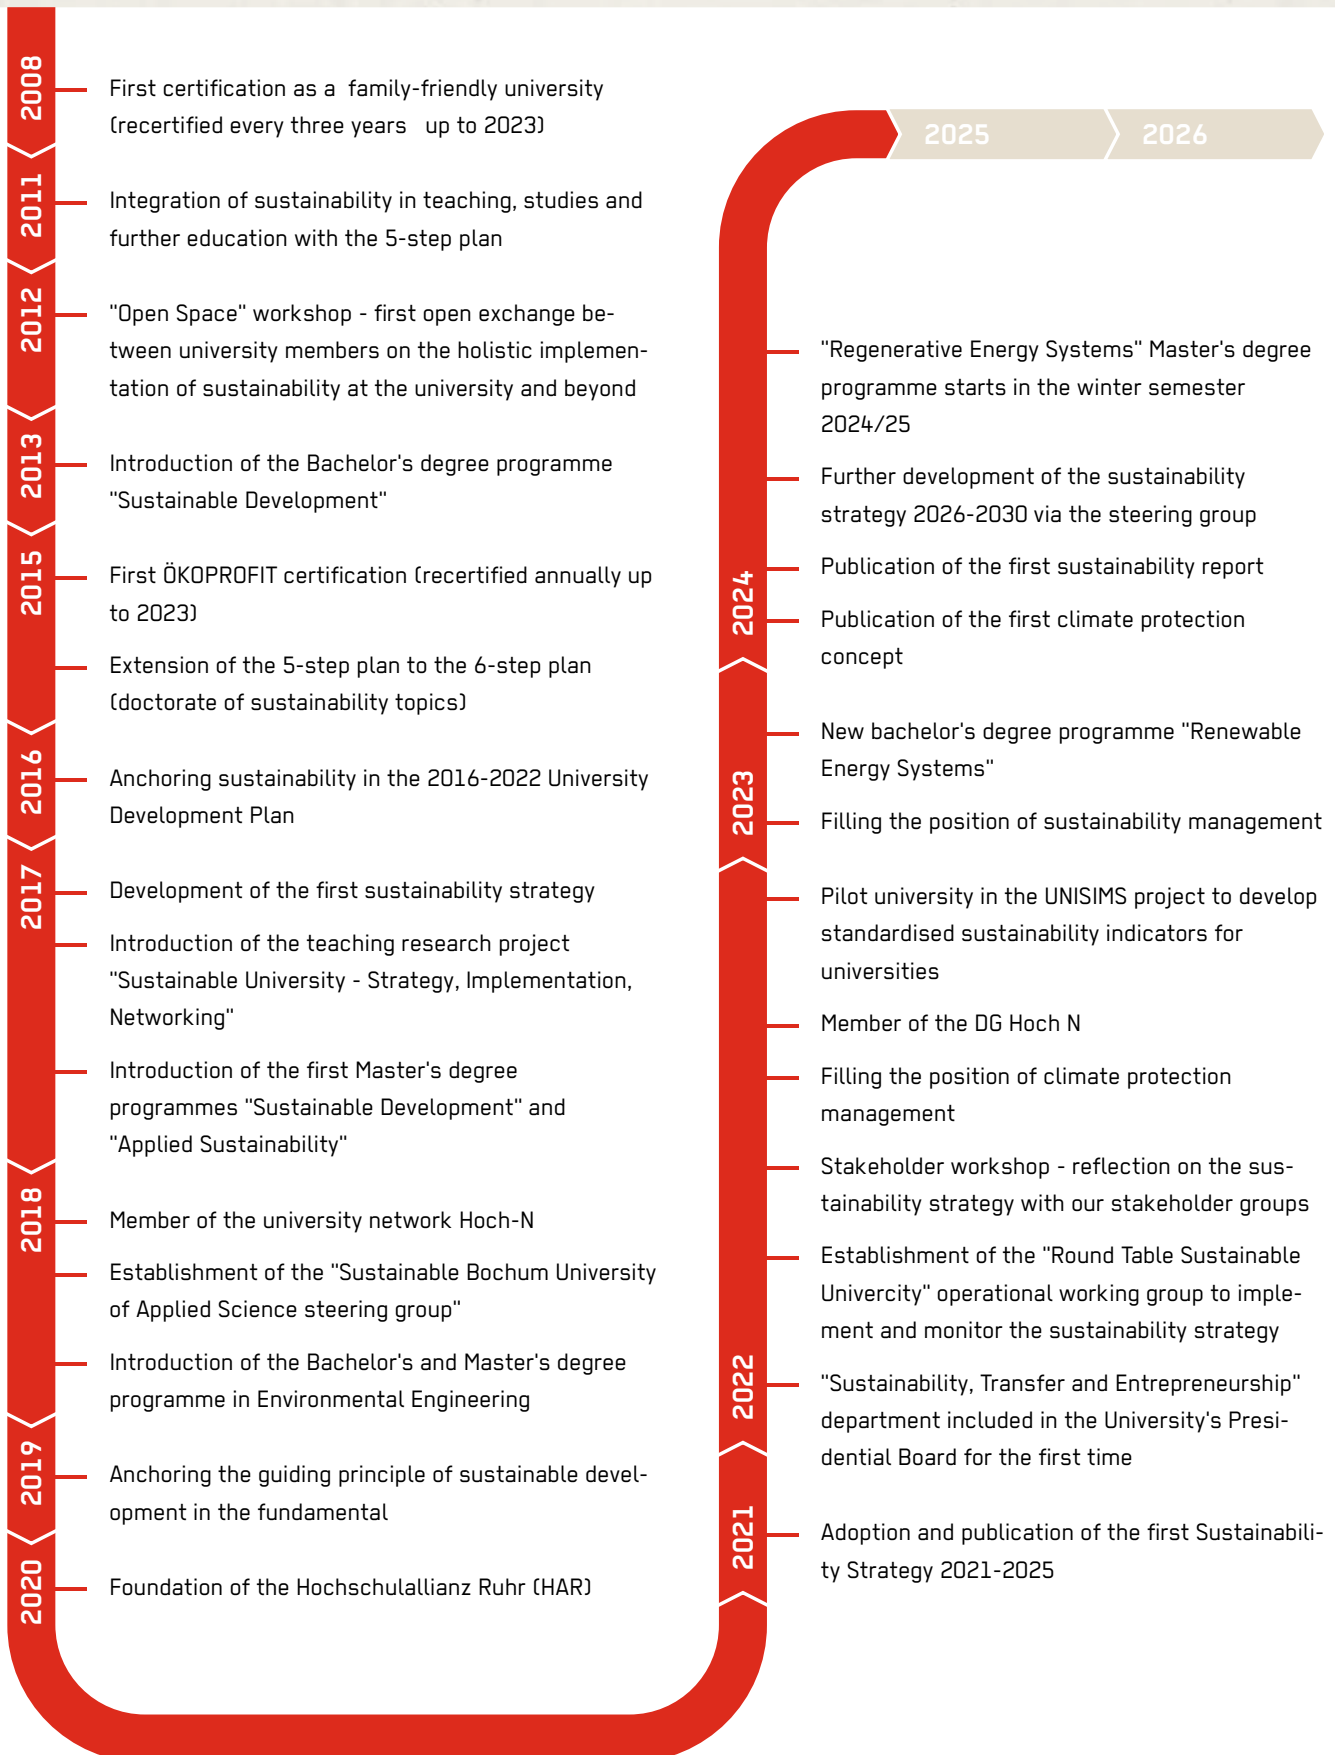 2008
First certification as a family-friendly university
(recertified every three years up to 2023)
2011
Integration of sustainability in teaching, studies and
further education with the 5-step plan
2012
"Open Space" workshop - first open exchange be-
tween university members on the holistic implemen-
tation of sustainability at the university and beyond
2013
Introduction of the Bachelor's degree programme
"Sustainable Development"
2015
First ÖKOPROFIT certification (recertified annually up
to 2023)
Extension of the 5-step plan to the 6-step plan
(doctorate of sustainability topics)
2016
Anchoring sustainability in the 2016-2022 University
Development Plan
2017
Development of the first sustainability strategy
Introduction of the teaching research project
"Sustainable University - Strategy, Implementation,
Networking"
Introduction of the first Master's degree
programmes "Sustainable Development" and
"Applied Sustainability"
2018
Member of the university network Hoch-N
Establishment of the "Sustainable Bochum University
of Applied Science steering group"
Introduction of the Bachelor's and Master's degree
programme in Environmental Engineering
2019
Anchoring the guiding principle of sustainable devel-
opment in the fundamental
2020
Foundation of the Hochschulallianz Ruhr (HAR)
2025
2026
"Regenerative Energy Systems" Master's degree
programme starts in the winter semester
2024/25
Further development of the sustainability
strategy 2026-2030 via the steering group
Publication of the first sustainability report
2024
Publication of the first climate protection
concept
New bachelor's degree programme "Renewable
Energy Systems"
2023
Filling the position of sustainability management
Pilot university in the UNISIMS project to develop
standardised sustainability indicators for
universities
Member of the DG Hoch N
Filling the position of climate protection
management
Stakeholder workshop - reflection on the sus-
tainability strategy with our stakeholder groups
Establishment of the "Round Table Sustainable
Univercity" operational working group to imple-
ment and monitor the sustainability strategy
2022
"Sustainability, Transfer and Entrepreneurship"
department included in the University's Presi-
dential Board for the first time
2021
Adoption and publication of the first Sustainabili-
ty Strategy 2021-2025